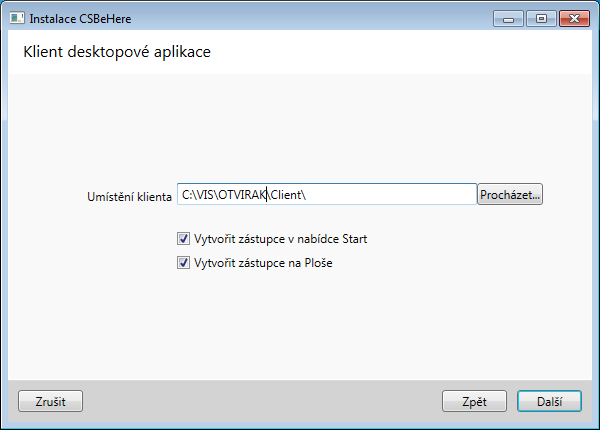 Instalace CSBeHere
Klient desktopové aplikace
Umístění klienta C:\VIS\OTVIRAK\Client\ Procházet...
Vytvořit zástupce v nabídce Start
Vytvořit zástupce na Ploše
Zrušit Zpět Další